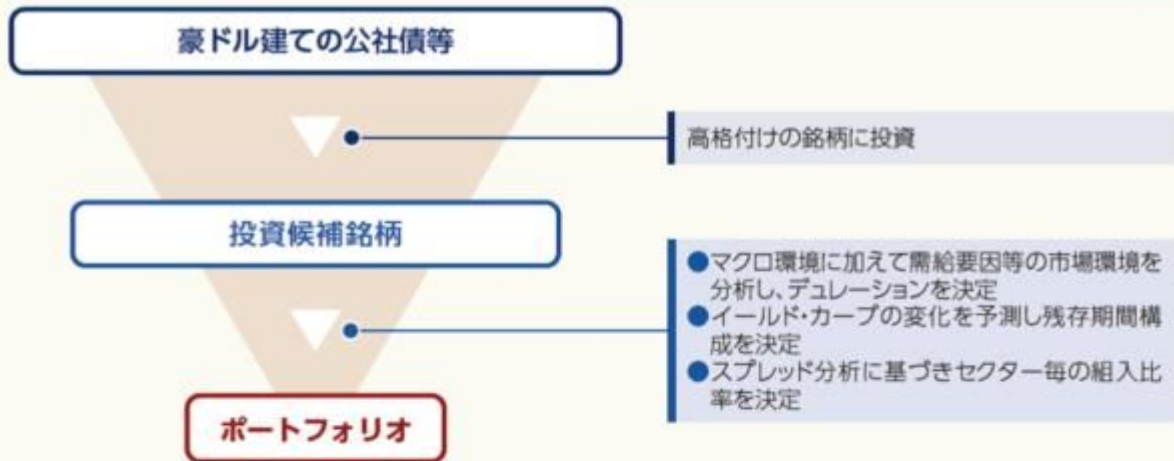 豪ドル建ての公社債等
高格付けの銘柄に投資
投資候補銘柄
●マクロ環境に加えて需給要因等の市場環境を
分析し、デュレーションを決定
●イールド・カーブの変化を予測し残存期間構
成を決定
●スプレッド分析に基づきセクター毎の組入比
率を決定
ポートフォリオ